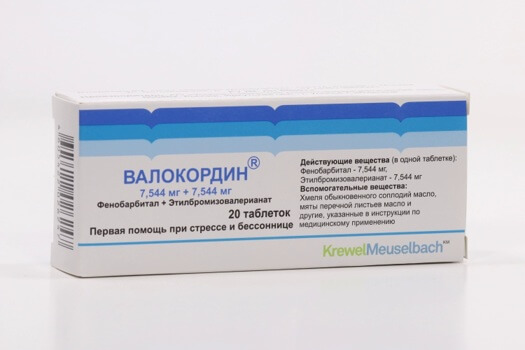 ВАЛОКОРДИН®
7,544 мг + 7,544 мг
Фенобарбитал + Этилбромизовалерианат
20 таблеток
Первая помощь при стрессе и бессоннице
Действующие вещества (в одной таблетке):
Фенобарбитал - 7,544 мг,
Этилбромизовалерианат - 7,544 мг
Вспомогательные вещества:
Хмеля обыкновенного соплодий масло,
мяты перечной листьев масло и
другие, указанные в инструкции по
медицинскому применению
KrewelMeuselbach